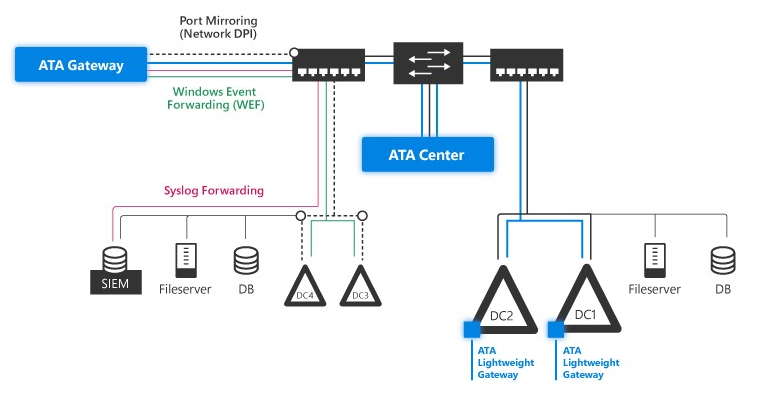 Port Mirroring
(Network DPI)
ATA Gateway
Windows Event
Forwarding (WEF)
ATA Center
Syslog Forwarding
SIEM
Fileserver
DB
DC4
DC3
DC2
DC1
Fileserver
DB
ATA
Lightweight
Gateway
ATA
Lightweight
Gateway